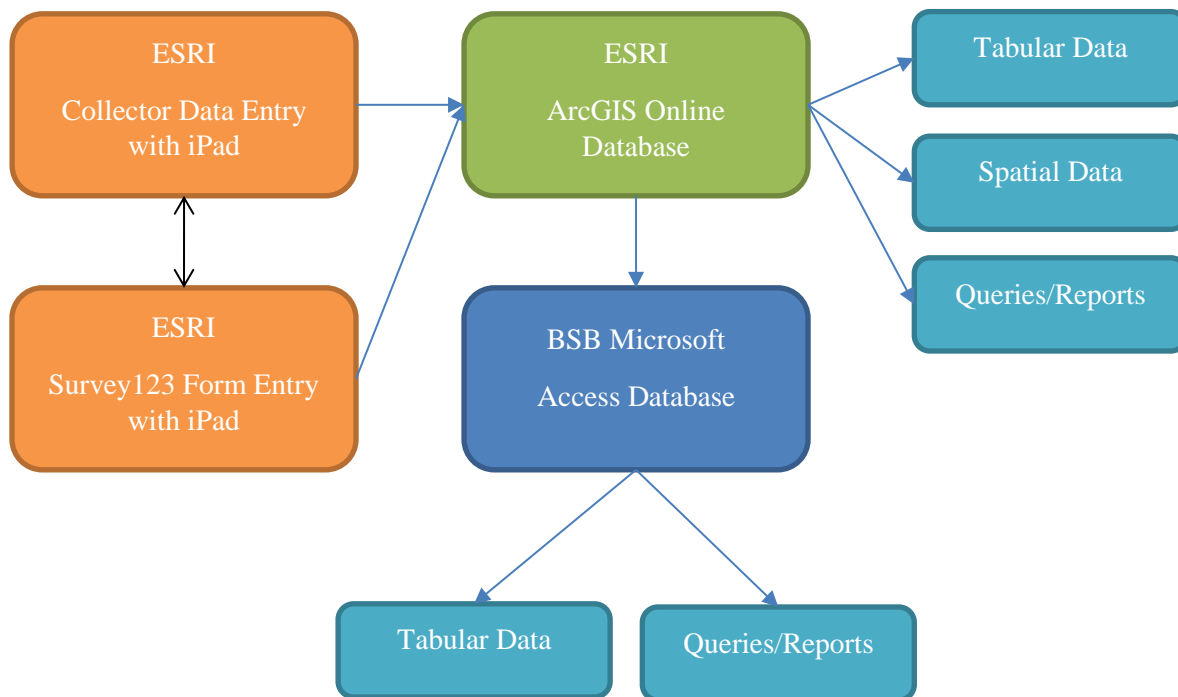 ESRI
Collector Data Entry
with iPad
ESRI
ArcGIS Online
Database
Tabular Data
Spatial Data
Queries/Reports
ESRI
Survey123 Form Entry
with iPad
BSB Microsoft
Access Database
Tabular Data
Queries/Reports